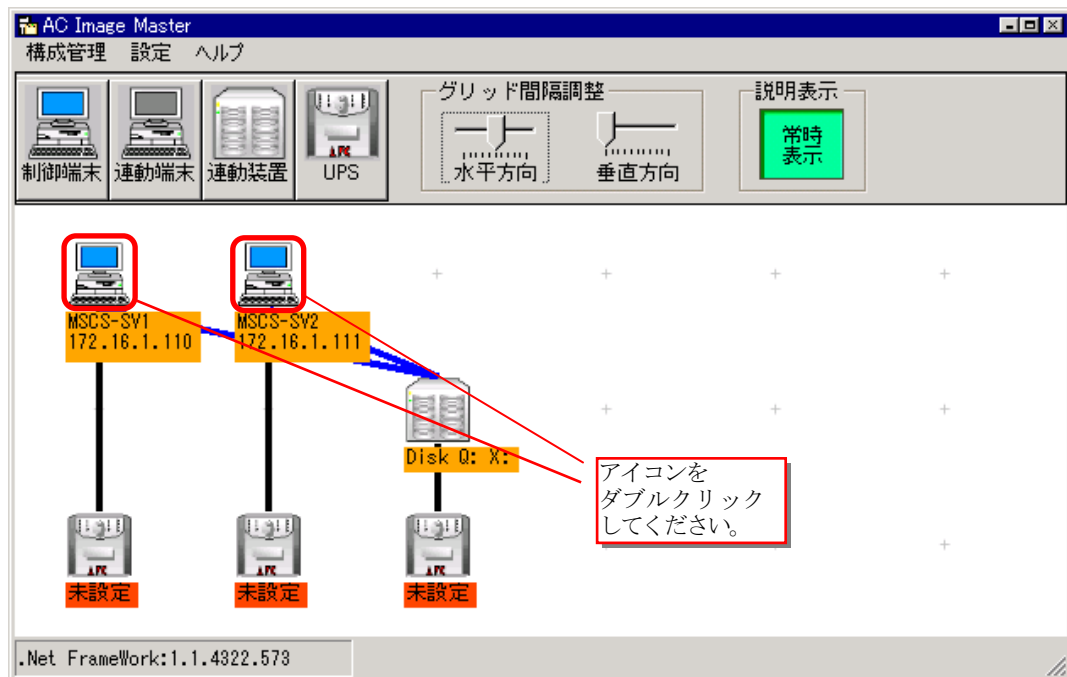 AC Image Master
構成管理 設定 ヘルプ
グリッド間隔調整
説明表示
常時
表示
制御端末
連動端末
連動装置
UPS
水平方向
垂直方向
MSCS-SV1
172.16.1.110
MSCS-SV2
172.16.1.111
Disk Q: X:
アイコンを
ダブルクリック
してください。
未設定
未設定
未設定
.Net FrameWork:1.1.4322.573